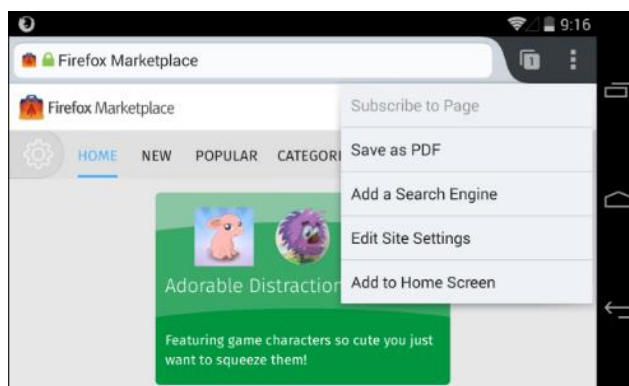 9:16
Firefox Marketplace
1
Firefox Marketplace
HOME NEW POPULAR CATEGORI
Subscribe to Page
Save as PDF
Add a Search Engine
Edit Site Settings
Add to Home Screen
Adorable Distraction
Featuring game characters so cute you just
want to squeeze them!